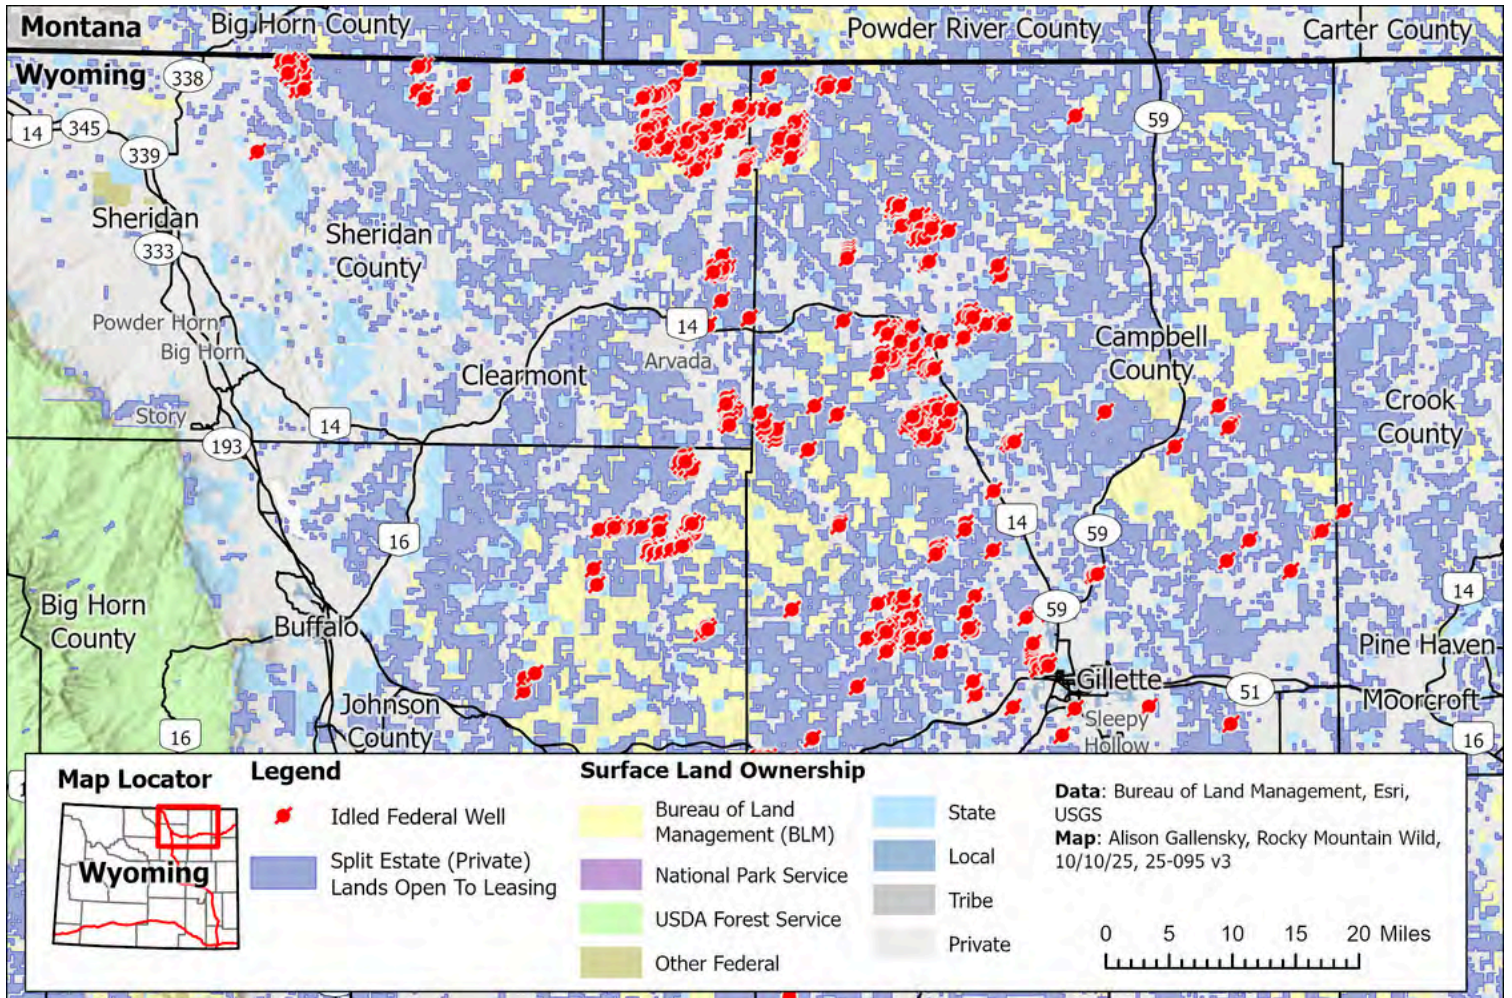 Montana
Big Horn County
Powder River County
Carter County
Wyoming
338
14
345
339
59
Sheridan
333
Sheridan
County
Powder Horn
Big Horn
14
Arvada
Campbell
County
Clearmont
Story
14
193
Crook
County
16
14
59
14
Big Horn
County
Buffalo
59
Pine Haven
Gillette
51
Moorcroft
Johnson
County
16
Sleepy
Hollow
16
Map Locator
Wyoming
Legend
Idled Federal Well
Split Estate (Private)
Lands Open To Leasing
Surface Land Ownership
Bureau of Land
Management (BLM)
National Park Service
USDA Forest Service
Other Federal
State
Local
Tribe
Private
Data: Bureau of Land Management, Esri,
USGS
Map: Alison Gallensky, Rocky Mountain Wild,
10/10/25, 25-095 v3
0 5 10 15 20 Miles